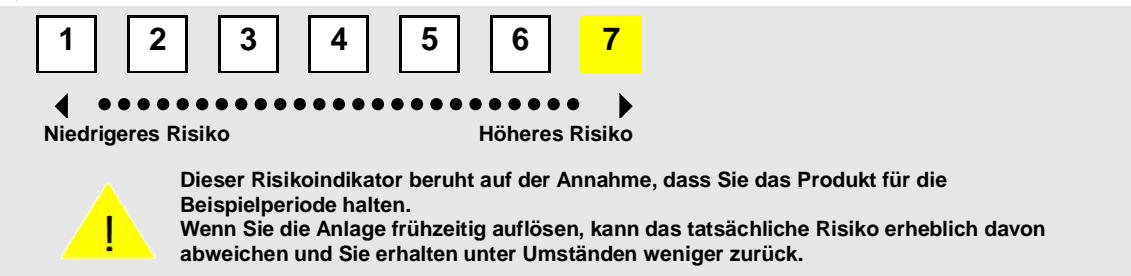 1 2 3 4 5 6 7
Niedrigeres Risiko Höheres Risiko
Dieser Risikoindikator beruht auf der Annahme, dass Sie das Produkt für die
Beispielperiode halten.
!
Wenn Sie die Anlage frühzeitig auflösen, kann das tatsächliche Risiko erheblich davon
abweichen und Sie erhalten unter Umständen weniger zurück.